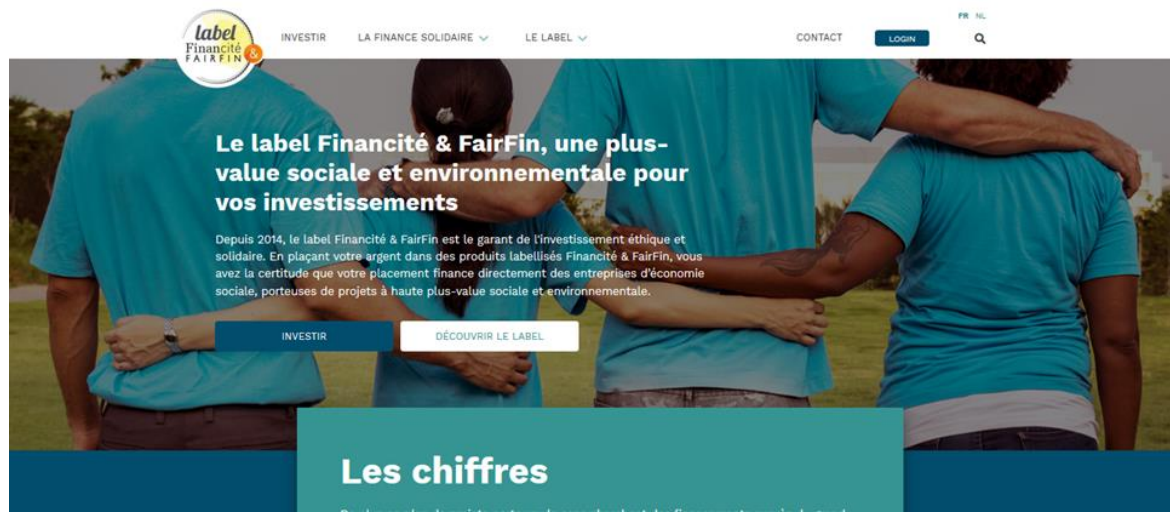 FR NL
label
Financité
&
FAIRFIN
INVESTIR LA FINANCE SOLIDAIRE LE LABEL CONTACT LOGIN
Le label Financité & FairFin, une plus-
value sociale et environnementale pour
vos investissements
Depuis 2014, le label Financité & FairFin est le garant de l'investissement éthique et
solidaire. En plaçant votre argent dans des produits labellisés Financité & FairFin, vous
avez la certitude que votre placement finance directement des entreprises d'économie
sociale, porteuses de projets à haute plus-value sociale et environnementale.
INVESTIR DÉCOUVRIR LE LABEL
Les chiffres